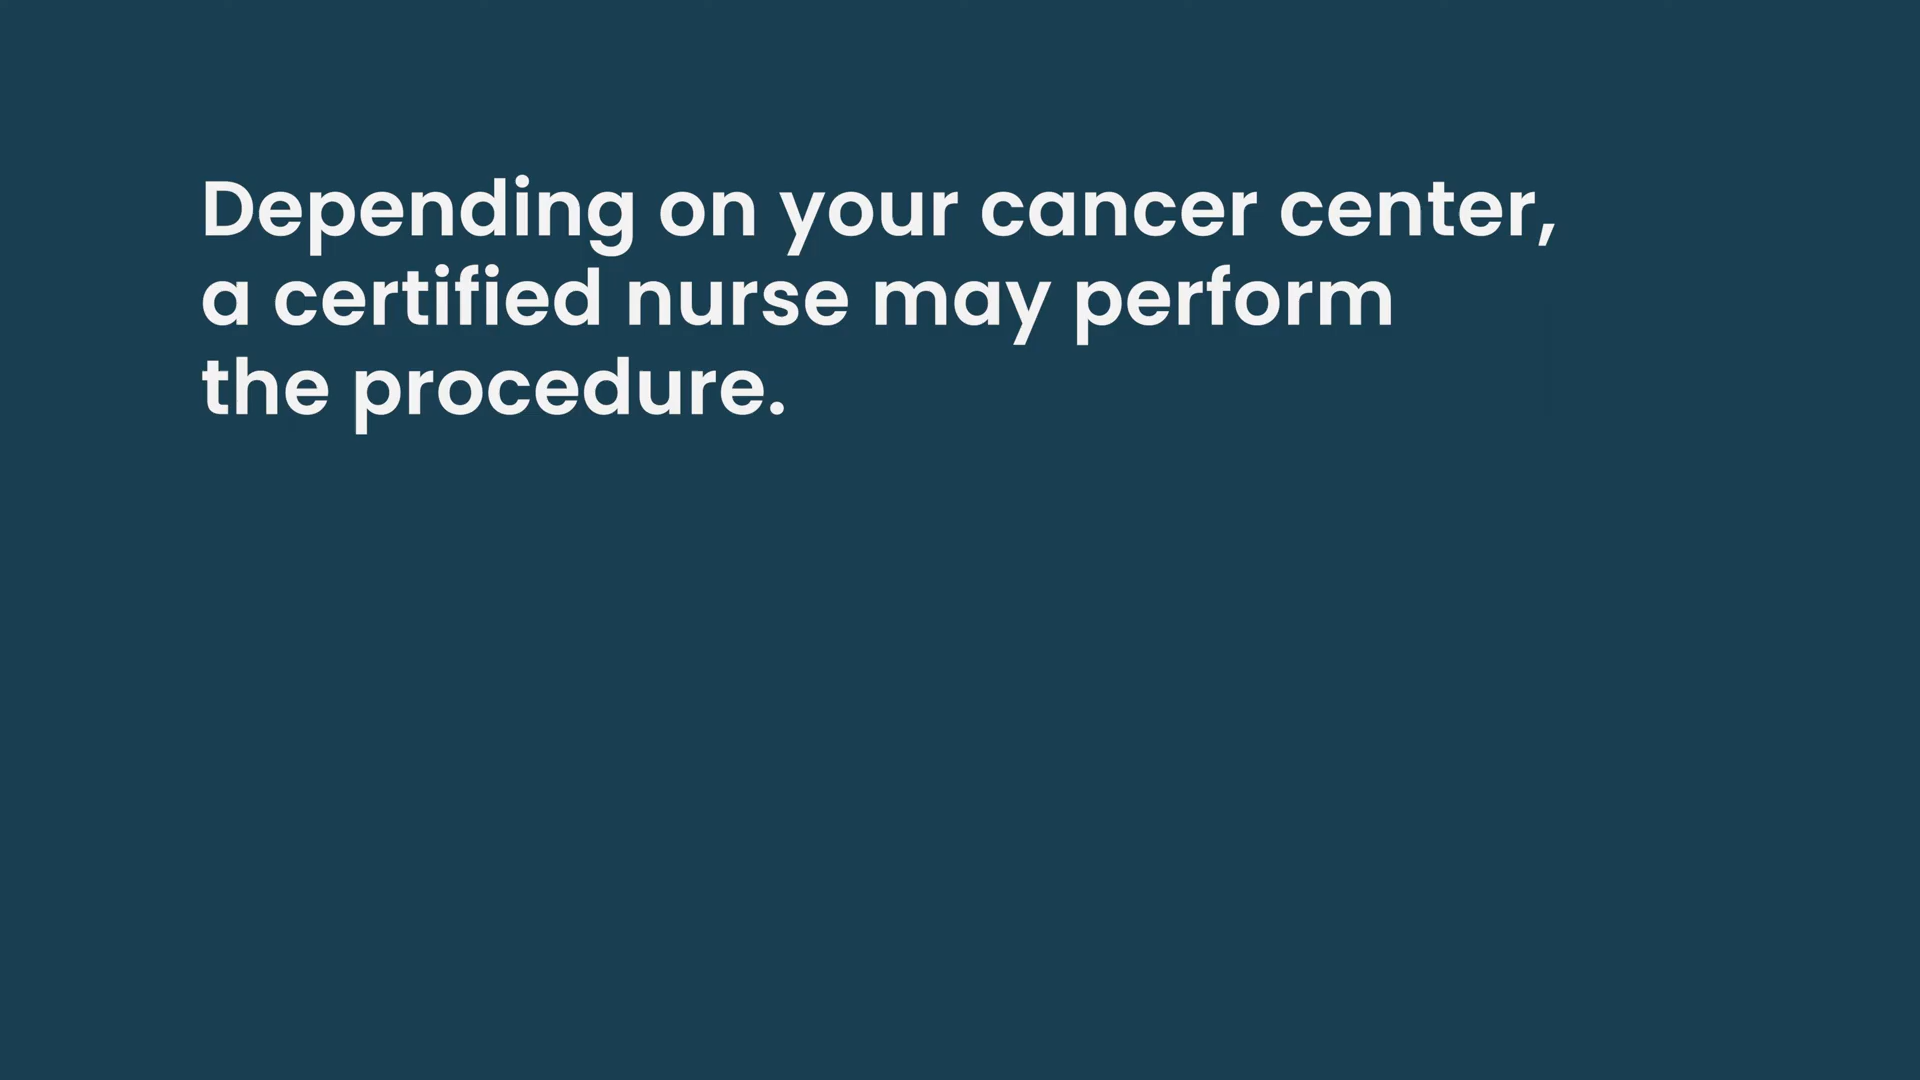 Depending on your cancer center,
a certified nurse may perform
the procedure.